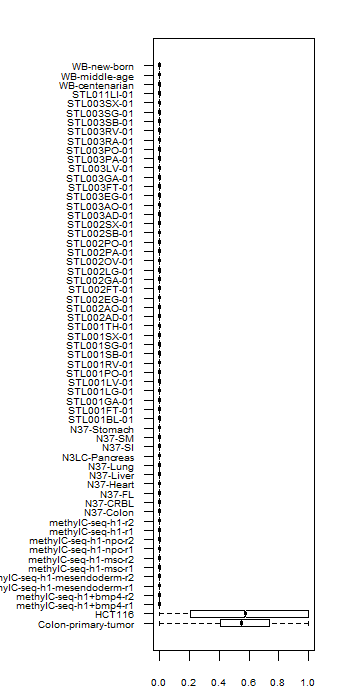 WB-new-born
WB-middle-age
WB-centenarian
STL011LI-01
STL003SX-01
STL003SG-01
STL003SB-01
STL003RV-01
STL003RA-01
STL003PO-01
STL003PA-01
STL003LV-01
STL003GA-01
STL003FT-01
STL003EG-01
STL003AO-01
STL003AD-01
STL002SX-01
STL002SB-01
STL002PO-01
STL002PA-01
STL002OV-01
STL002LG-01
STL002GA-01
STL002FT-01
STL002EG-01
STL002AO-01
STL002AD-01
STL001TH-01
STL001SX-01
STL001SG-01
STL001SB-01
STL001RV-01
STL001PO-01
STL001LV-01
STL001LG-01
STL001GA-01
STL001FT-01
STL001BL-01
N37-Stomach
N37-SM
N37-SI
N3LC-Pancreas
N37-Lung
N37-Liver
N37-Heart
N37-FL
N37-CRBL
N37-Colon
methylC-seq-h1-r2
methylC-seq-h1-r1
methylC-seq-h1-npo-r2
methylC-seq-h1-npo-r1
methylC-seq-h1-mso-r2
methylC-seq-h1-mso-r1
hylC-seq-h1-mesendoderm-r2
hylC-seq-h1-mesendoderm-r1
methylC-seq-h1+bmp4-r2
methylC-seq-h1+bmp4-r1
HCT116
Colon-primary-tumor
0.0 0.2 0.4 0.6 0.8 1.0